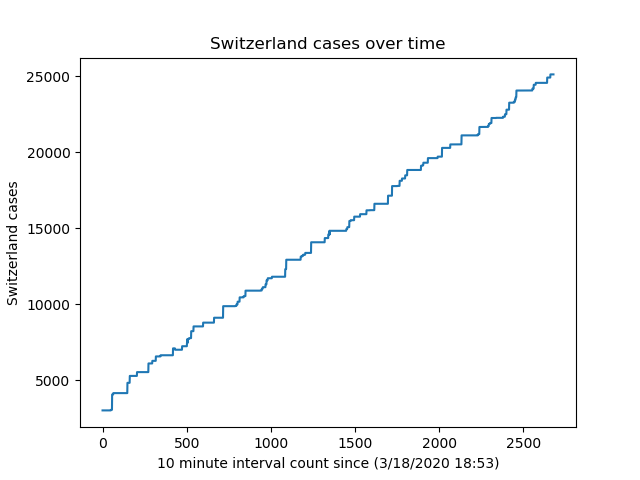 Switzerland cases over time
Switzerland cases
25000
20000
15000
10000
5000
0 500 1000 1500 2000 2500
10 minute interval count since (3/18/2020 18:53)